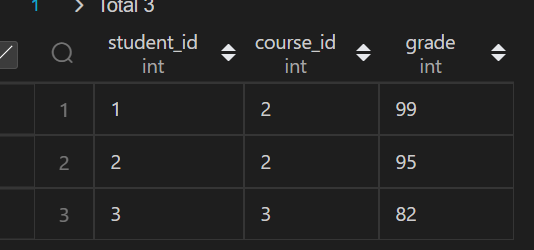 1 > Total 3
student_id course_id grade
int int int
1 1 2 99
2 2 2 95
3 3 3 82